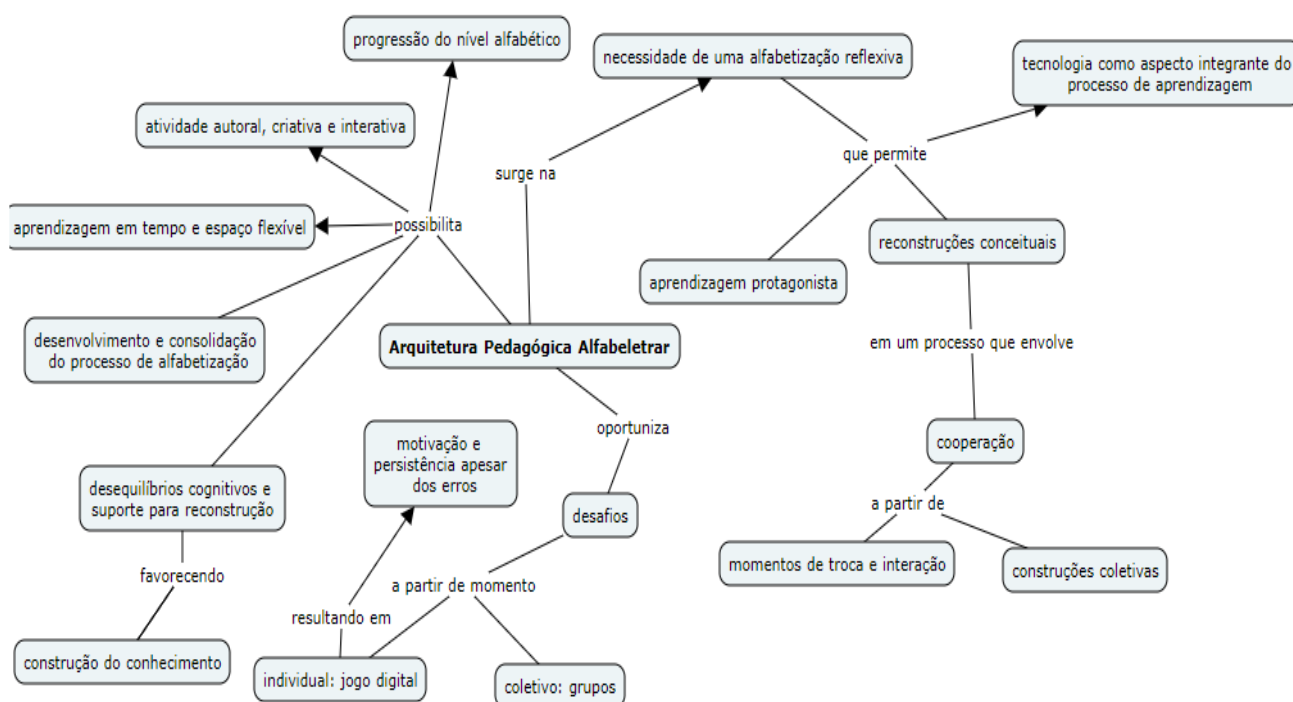 progressão do nível alfabético
necessidade de uma alfabetização reflexiva
tecnologia como aspecto integrante do
processo de aprendizagem
atividade autoral, criativa e interativa
surge na
que permite
aprendizagem em tempo e espaço flexível
possibilita
reconstruções conceituais
aprendizagem protagonista
desenvolvimento e consolidação
do processo de alfabetização
Arquitetura Pedagógica Alfabeletrar
em um processo que envolve
oportuniza
motivação e
persistência apesar
dos erros
cooperação
desequilíbrios cognitivos e
suporte para reconstrução
desafios
a partir de
momentos de troca e interação
construções coletivas
favorecendo
a partir de momento
resultando em
construção do conhecimento
individual: jogo digital
coletivo: grupos